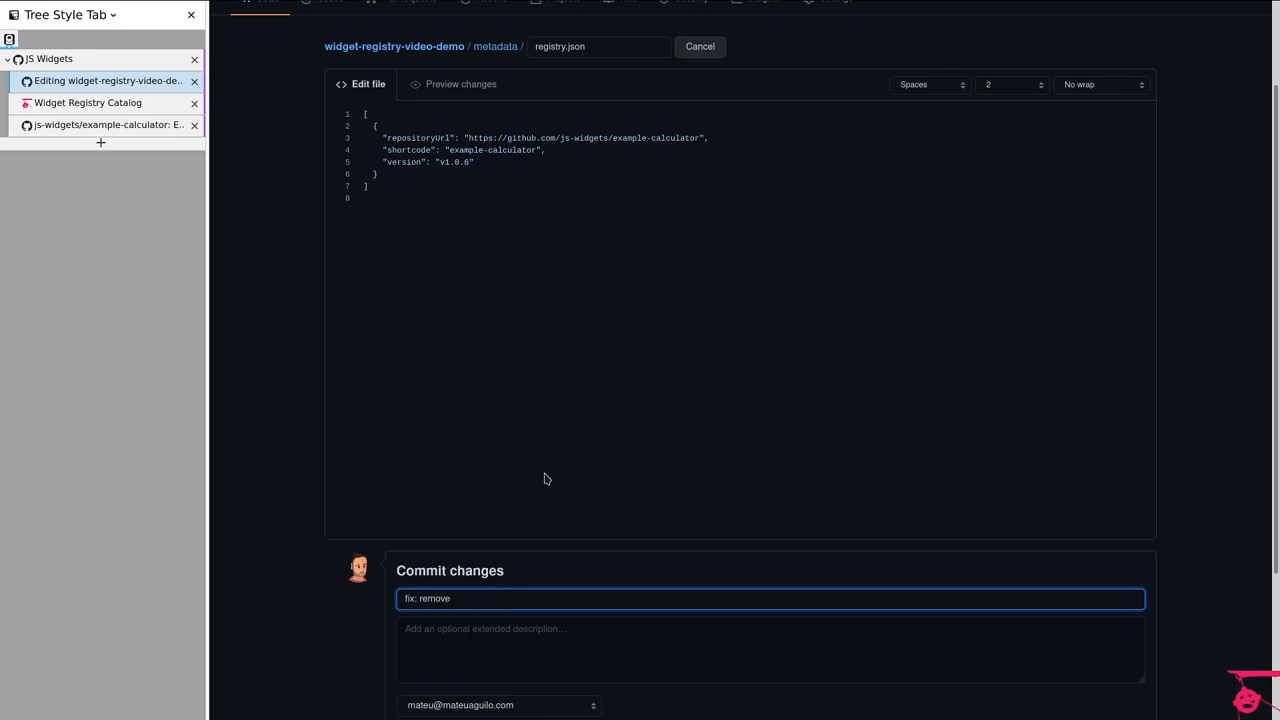 Tree Style Tab
JS Widgets
Editing widget-registry-video-de..
Widget Registry Catalog
js-widgets/example-calculator: E..
widget-registry-video-demo / metadata / registry.json Cancel
Edit file Preview changes Spaces 2 No wrap
1 [
2 {
3 "repositoryUrl": "https://github.com/js-widgets/example-calculator",
4 "shortcode": "example-calculator",
5 "version": "v1.0.6"
6 }
7 ]
8
Commit changes
fix: remove
Add an optional extended description…
mateu@mateuaguilo.com